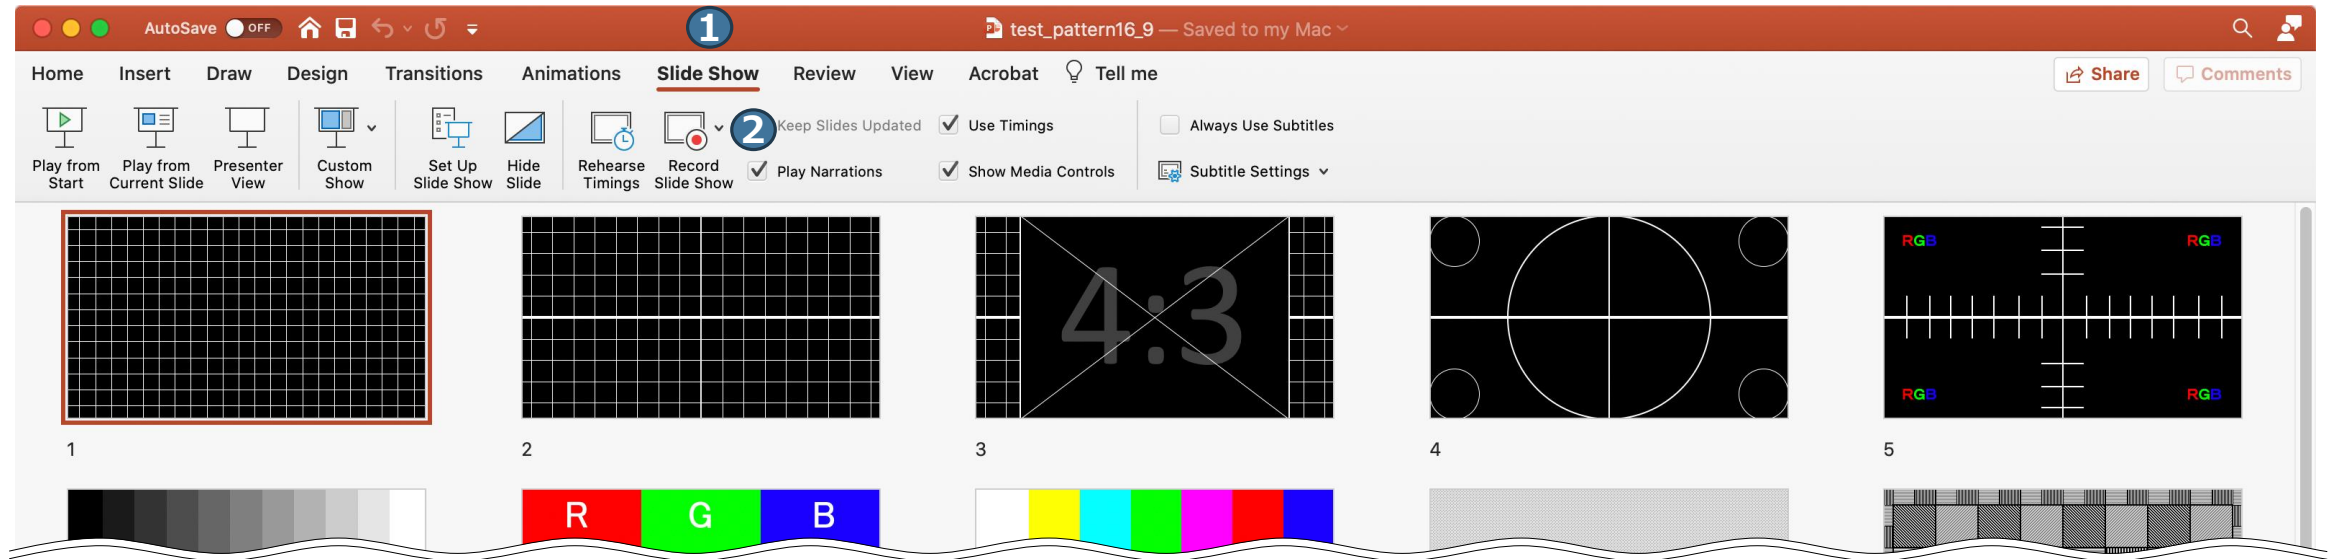 AutoSave OFF
1
test_pattern16_9 — Saved to my Mac
Home Insert Draw Design Transitions Animations Slide Show Review View Acrobat Tell me
Share Comments
Play from
Start
Play from
Current Slide
Presenter
View
Custom
Show
Set Up
Slide Show
Hide
Slide
Rehearse
Timings
Record
Slide Show
2
Keep Slides Updated
Play Narrations
Use Timings
Show Media Controls
Always Use Subtitles
Subtitle Settings
4:3
RGB RGB
RGB RGB
1 2 3 4 5
R G B